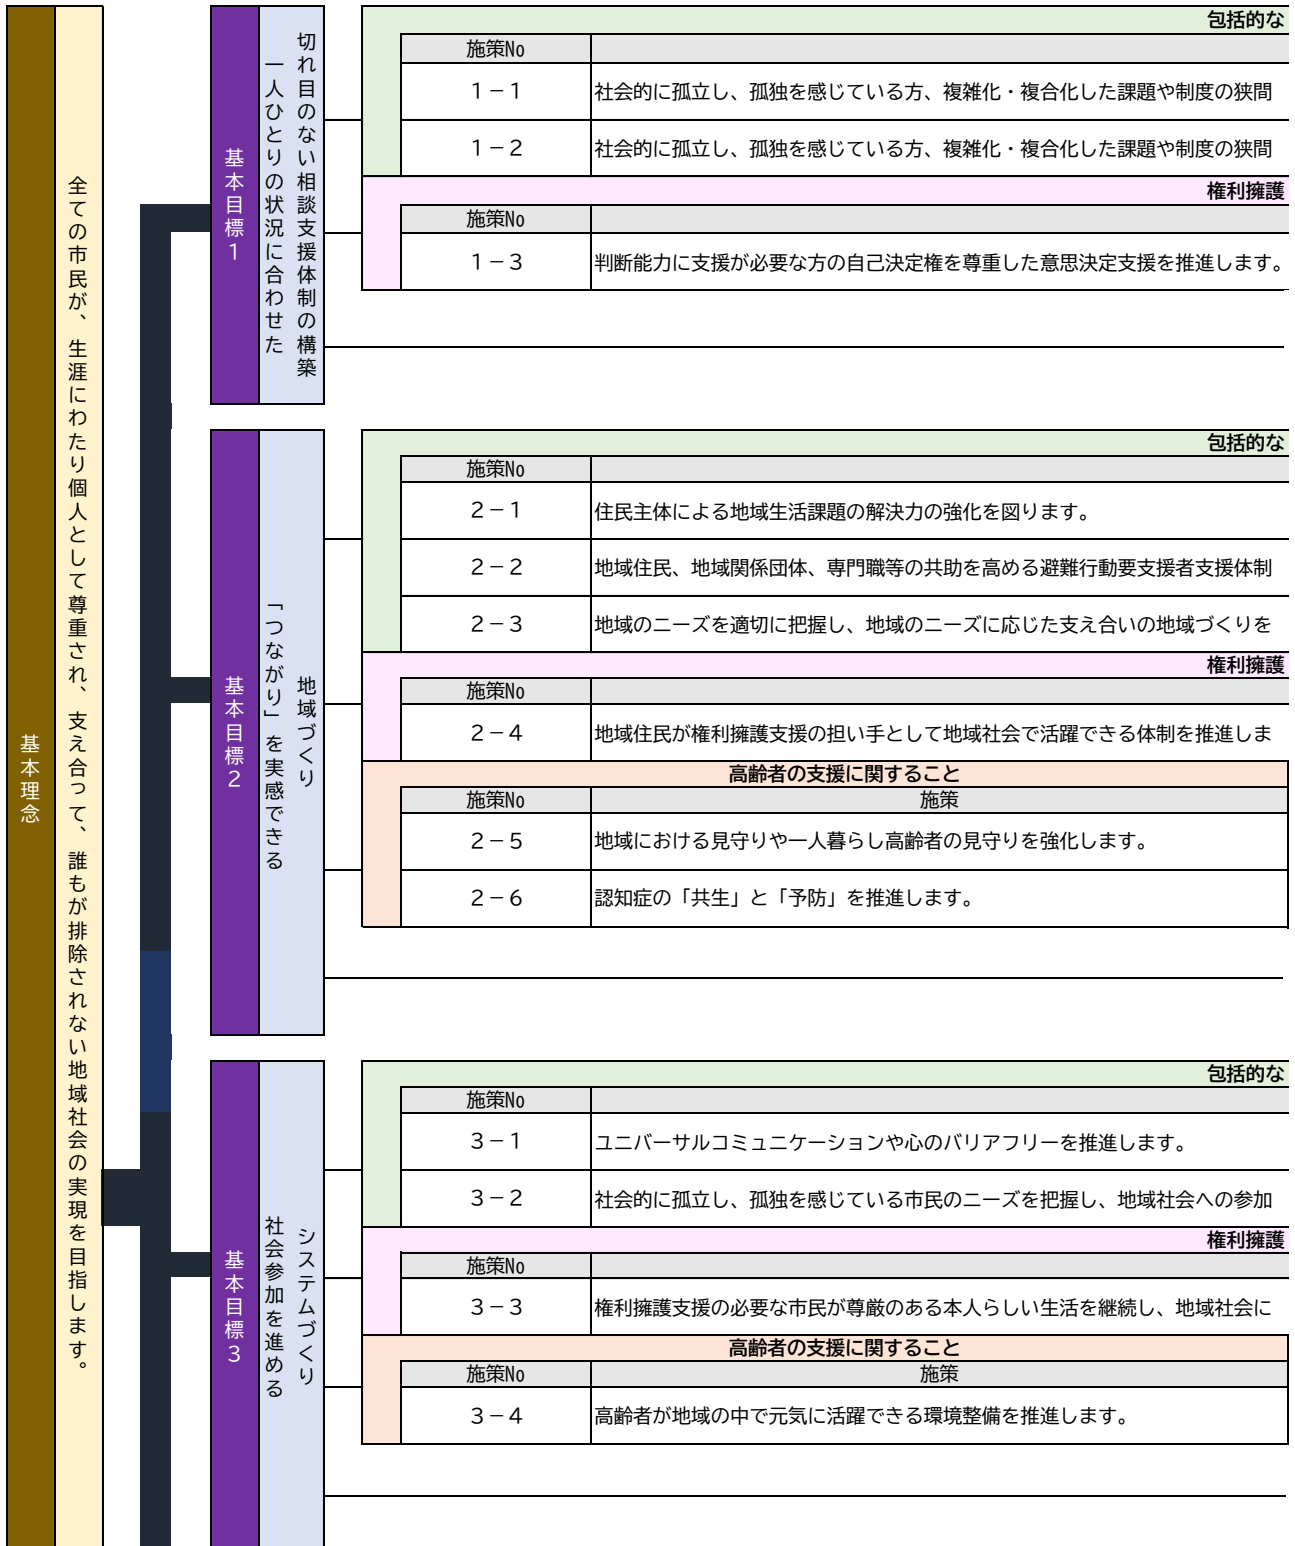 基本理念
全ての市民が、生涯にわたり個人として尊重され、支え合って、誰もが排除されない地域社会の実現を目指します。
基本目標1
一人ひとりの状況に合わせた
切れ目のない相談支援体制の構築
包括的な
施策No
1－1
社会的に孤立し、孤独を感じている方、複雑化・複合化した課題や制度の狭間
1－2
社会的に孤立し、孤独を感じている方、複雑化・複合化した課題や制度の狭間
権利擁護
施策No
1－3
判断能力に支援が必要な方の自己決定権を尊重した意思決定支援を推進します。
基本目標2
「つながり」を実感できる
地域づくり
包括的な
施策No
2－1
住民主体による地域生活課題の解決力の強化を図ります。
2－2
地域住民、地域関係団体、専門職等の共助を高める避難行動要支援者支援体制
2－3
地域のニーズを適切に把握し、地域のニーズに応じた支え合いの地域づくりを
権利擁護
施策No
2－4
地域住民が権利擁護支援の担い手として地域社会で活躍できる体制を推進しま
高齢者の支援に関すること
施策No
施策
2－5
地域における見守りや一人暮らし高齢者の見守りを強化します。
2－6
認知症の「共生」と「予防」を推進します。
基本目標3
社会参加を進める
システムづくり
包括的な
施策No
3－1
ユニバーサルコミュニケーションや心のバリアフリーを推進します。
3－2
社会的に孤立し、孤独を感じている市民のニーズを把握し、地域社会への参加
権利擁護
施策No
3－3
権利擁護支援の必要な市民が尊厳のある本人らしい生活を継続し、地域社会に
高齢者の支援に関すること
施策No
施策
3－4
高齢者が地域の中で元気に活躍できる環境整備を推進します。